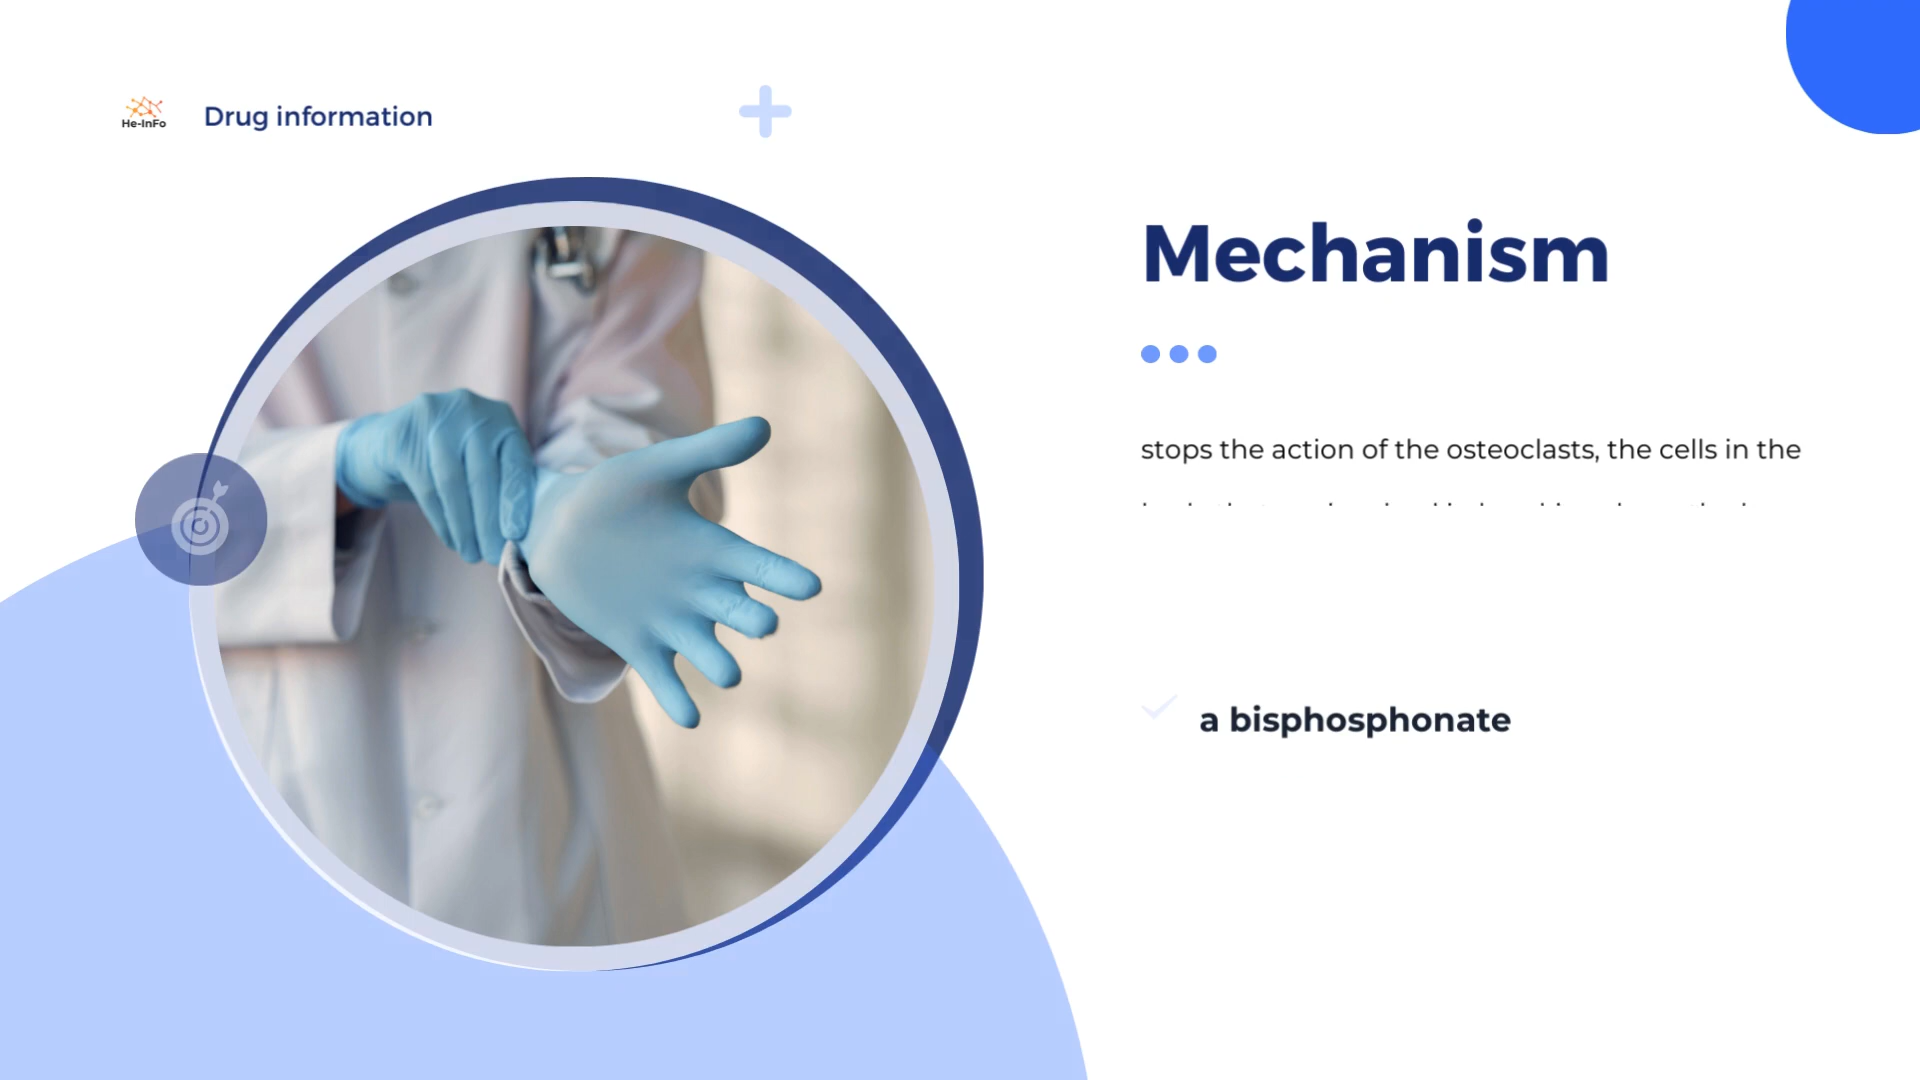 He-InFo
Drug information
Mechanism
stops the action of the osteoclasts, the cells in the
a bisphosphonate